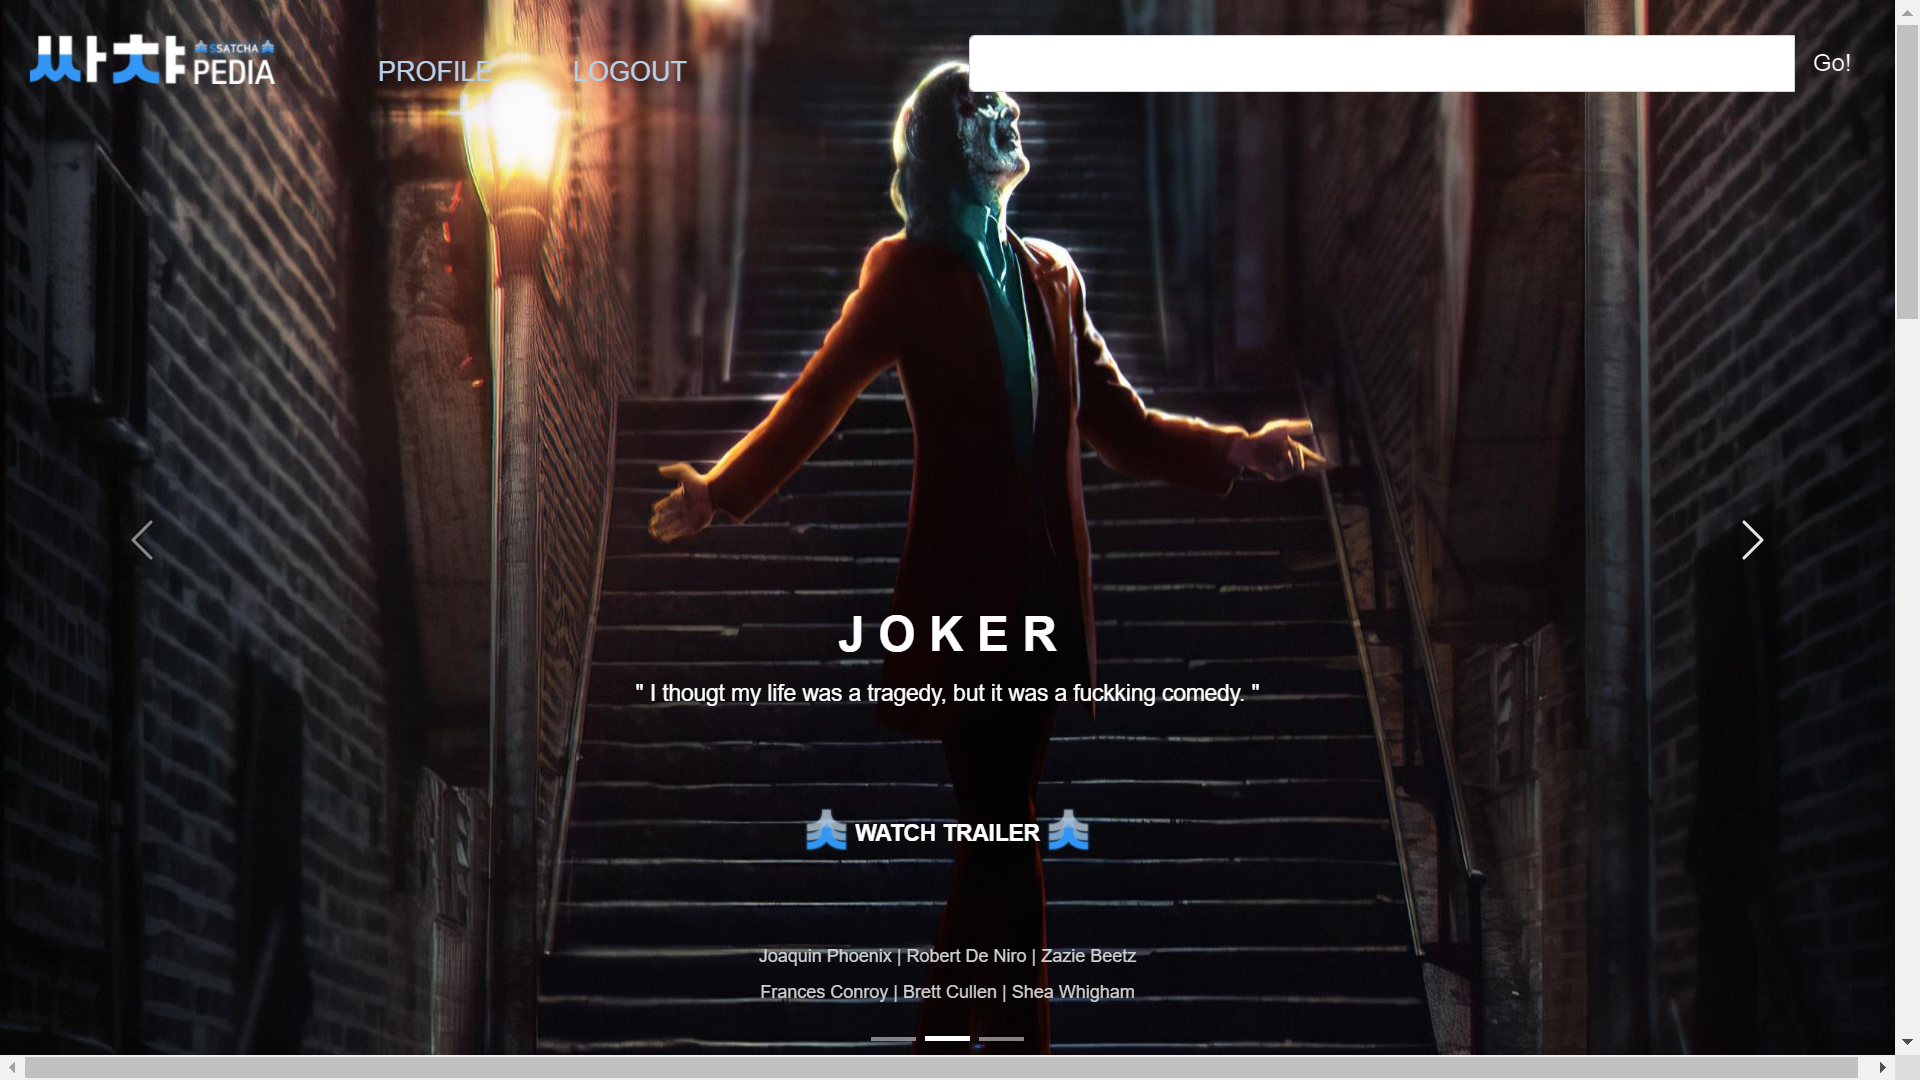 싸챠 SSATCHA
PEDIA
PROFILE
LOGOUT
Go!
JOKER
" I thougt my life was a tragedy, but it was a fuckking comedy. "
WATCH TRAILER
Joaquin Phoenix | Robert De Niro | Zazie Beetz
Frances Conroy | Brett Cullen | Shea Whigham